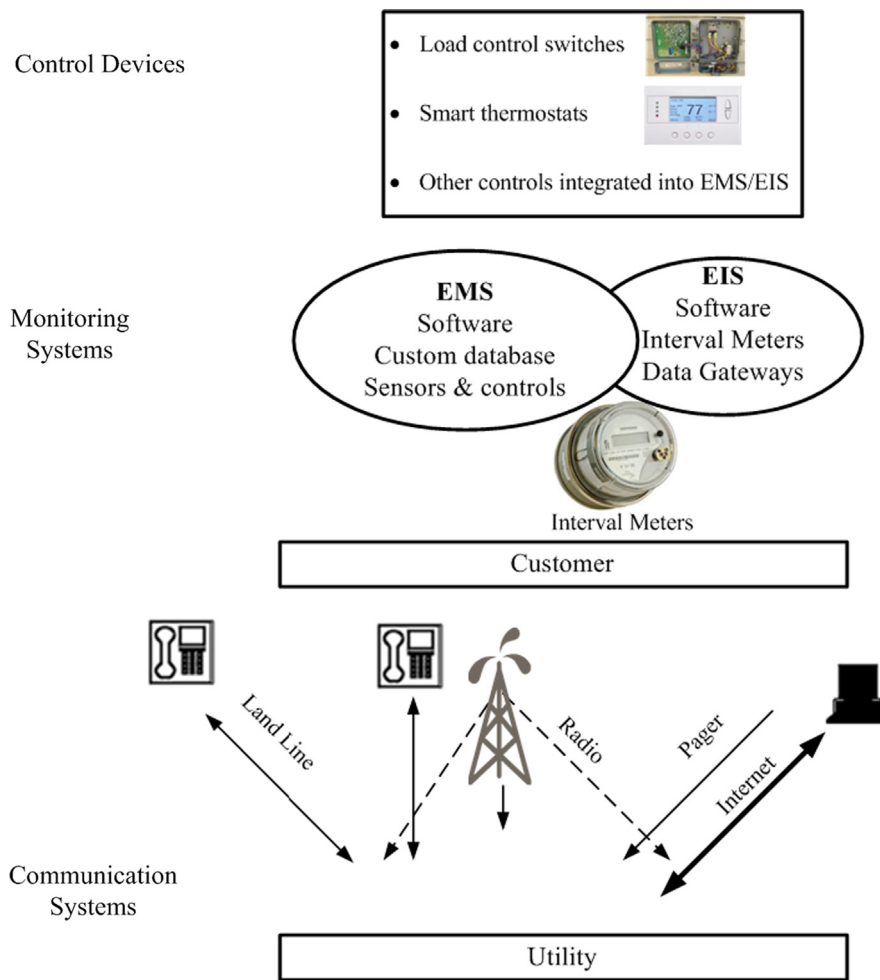 Control Devices
• Load control switches
• Smart thermostats
77
• Other controls integrated into EMS/EIS
Monitoring
Systems
EMS
Software
Custom database
Sensors & controls
EIS
Software
Interval Meters
Data Gateways
Interval Meters
Customer
Land Line
Radio
Pager
Internet
Communication
Systems
Utility